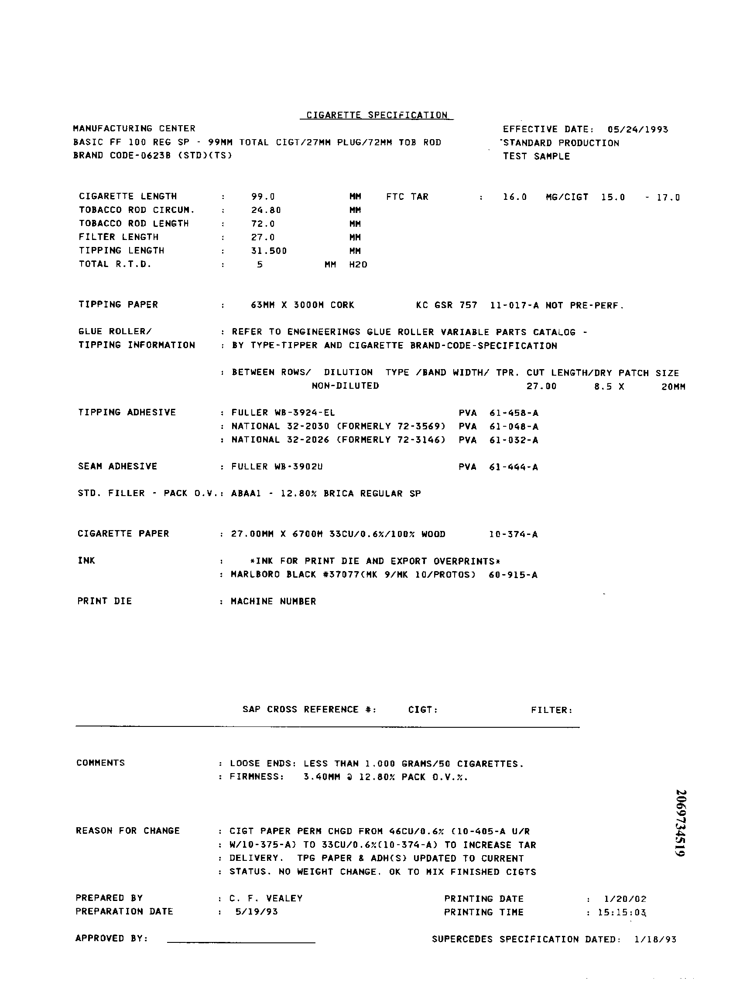 CIGARETTE SPECIFICATION
MANUFACTURING CENTER EFFECTIVE DATE: 05/24/1993
BASIC FF 100 REG SP - 99MM TOTAL CIGT/27MM PLUG/72MM TOB ROD STANDARD PRODUCTION
BRAND CODE-0623B (STD)(TS) TEST SAMPLE
CIGARETTE LENGTH : 99.0 MM FTC TAR : 16.0 MG/CIGT 15.0 - 17.0
TOBACCO ROD CIRCUM. : 24.80 MM
TOBACCO ROD LENGTH : 72.0 MM
FILTER LENGTH : 27.0 MM
TIPPING LENGTH : 31.500 MM
TOTAL R.T.D. : 5 MM H2O
TIPPING PAPER : 63MM X 3000M CORK KC GSR 757 11-017-A NOT PRE-PERF.
GLUE ROLLER/ : REFER TO ENGINEERINGS GLUE ROLLER VARIABLE PARTS CATALOG -
TIPPING INFORMATION : BY TYPE-TIPPER AND CIGARETTE BRAND-CODE-SPECIFICATION
: BETWEEN ROWS/ DILUTION TYPE /BAND WIDTH/ TPR. CUT LENGTH/DRY PATCH SIZE
NON-DILUTED 27.00 8.5 X 20MM
TIPPING ADHESIVE : FULLER WB-3924-EL PVA 61-458-A
: NATIONAL 32-2030 (FORMERLY 72-3569) PVA 61-048-A
: NATIONAL 32-2026 (FORMERLY 72-3146) PVA 61-032-A
SEAM ADHESIVE : FULLER WB-3902U PVA 61-444-A
STD. FILLER - PACK O.V.: ABAA1 - 12.80% BRICA REGULAR SP
CIGARETTE PAPER : 27.00MM X 6700M 33CU/0.6%/100% WOOD 10-374-A
INK : *INK FOR PRINT DIE AND EXPORT OVERPRINTS*
: MARLBORO BLACK #37077(MK 9/MK 10/PROTOS) 60-915-A
PRINT DIE : MACHINE NUMBER
SAP CROSS REFERENCE #: CIGT: FILTER:
COMMENTS : LOOSE ENDS: LESS THAN 1.000 GRAMS/50 CIGARETTES.
: FIRMNESS: 3.40MM @ 12.80% PACK O.V.%.
REASON FOR CHANGE : CIGT PAPER PERM CHGD FROM 46CU/0.6% (10-405-A U/R
: W/10-375-A) TO 33CU/0.6%(10-374-A) TO INCREASE TAR
: DELIVERY. TPG PAPER & ADH(S) UPDATED TO CURRENT
: STATUS. NO WEIGHT CHANGE. OK TO MIX FINISHED CIGTS
PREPARED BY : C. F. VEALEY PRINTING DATE : 1/20/02
PREPARATION DATE : 5/19/93 PRINTING TIME : 15:15:03
APPROVED BY: SUPERCEDES SPECIFICATION DATED: 1/18/93
2069734519